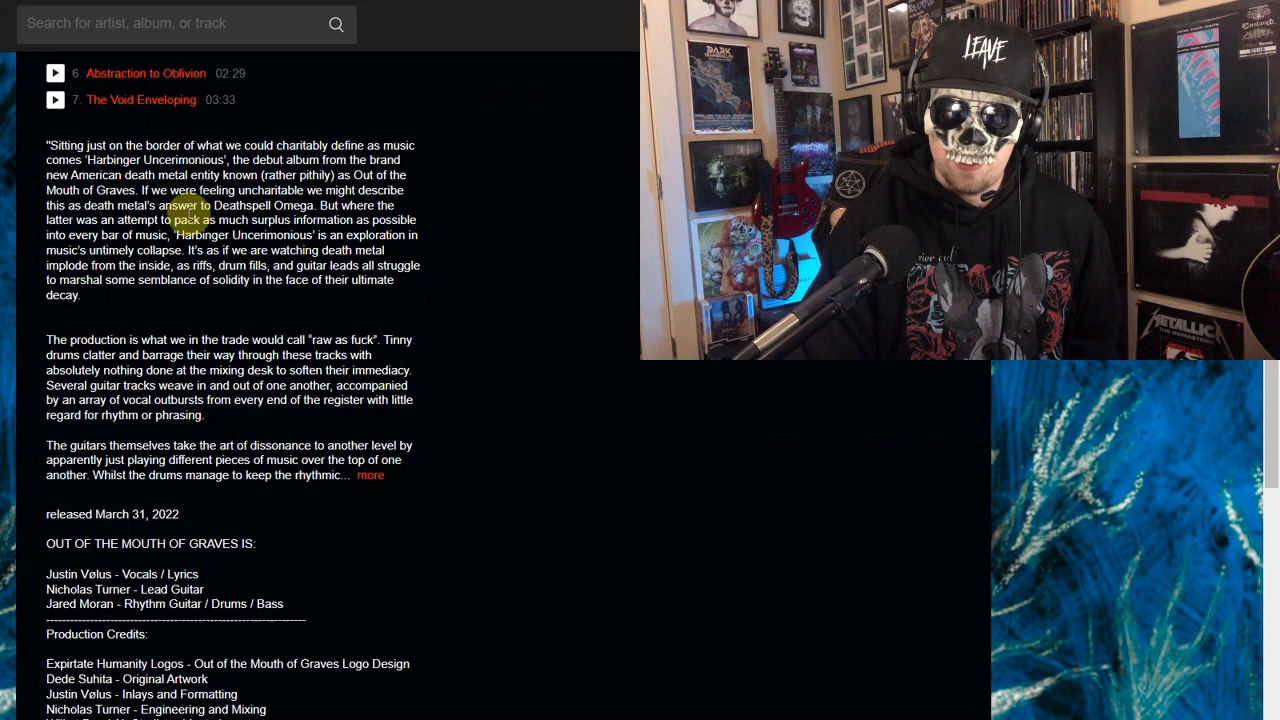 Search for artist, album, or track
6. Abstraction to Oblivion 02:29
7. The Void Enveloping 03:33
"Sitting just on the border of what we could charitably define as music
comes 'Harbinger Uncerimonious', the debut album from the brand
new American death metal entity known (rather pithily) as Out of the
Mouth of Graves. If we were feeling uncharitable we might describe
this as death metal's answer to Deathspell Omega. But where the
latter was an attempt to pack as much surplus information as possible
into every bar of music, 'Harbinger Uncerimonious' is an exploration in
music's untimely collapse. It's as if we are watching death metal
implode from the inside, as riffs, drum fills, and guitar leads all struggle
to marshal some semblance of solidity in the face of their ultimate
decay.
The production is what we in the trade would call "raw as fuck". Tinny
drums clatter and barrage their way through these tracks with
absolutely nothing done at the mixing desk to soften their immediacy.
Several guitar tracks weave in and out of one another, accompanied
by an array of vocal outbursts from every end of the register with little
regard for rhythm or phrasing.
The guitars themselves take the art of dissonance to another level by
apparently just playing different pieces of music over the top of one
another. Whilst the drums manage to keep the rhythmic... more
released March 31, 2022
OUT OF THE MOUTH OF GRAVES IS:
Justin Vølus - Vocals / Lyrics
Nicholas Turner - Lead Guitar
Jared Moran - Rhythm Guitar / Drums / Bass
------------------------------------------------------------
Production Credits:
Expirtate Humanity Logos - Out of the Mouth of Graves Logo Design
Dede Suhita - Original Artwork
Justin Vølus - Inlays and Formatting
Nicholas Turner - Engineering and Mixing
LEAVE
DARK
METALLICA
THE REMASTERS